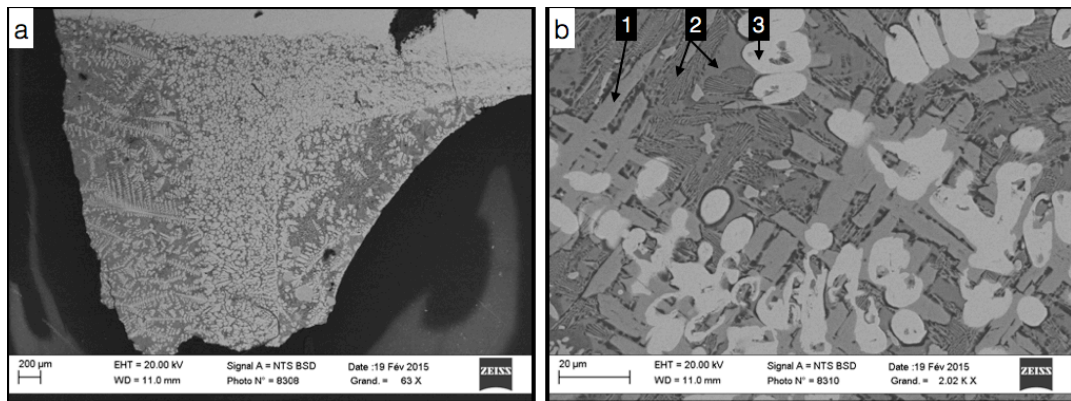 a
200 µm
EHT = 20.00 kV
WD = 11.0 mm
Signal A = NTS BSD
Photo N° = 8308
Date :19 Fév 2015
Grand. = 63 X
ZEISS
b
1 2 3
20 µm
EHT = 20.00 kV
WD = 11.0 mm
Signal A = NTS BSD
Photo N° = 8310
Date :19 Fév 2015
Grand. = 2.02 K X
ZEISS